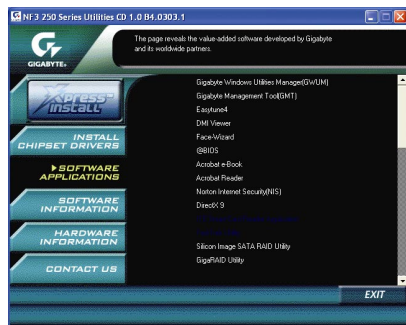 NF3 250 Series Utilities CD 1.0 B4.0303.1
GIGABYTE
The page reveals the value-added software developed by Gigabyte
and its worldwide partners.
Xpress-
Install
INSTALL
CHIPSET DRIVERS
SOFTWARE
APPLICATIONS
SOFTWARE
INFORMATION
HARDWARE
INFORMATION
CONTACT US
Gigabyte Windows Utilities Manager(GWUM)
Gigabyte Management Tool(GMT)
Easytune4
DMI Viewer
Face-Wizard
@BIOS
Acrobat e-Book
Acrobat Reader
Norton Internet Security(NIS)
DirectX 9
Silicon Image SATA RAID Utility
GigaRAID Utility
EXIT